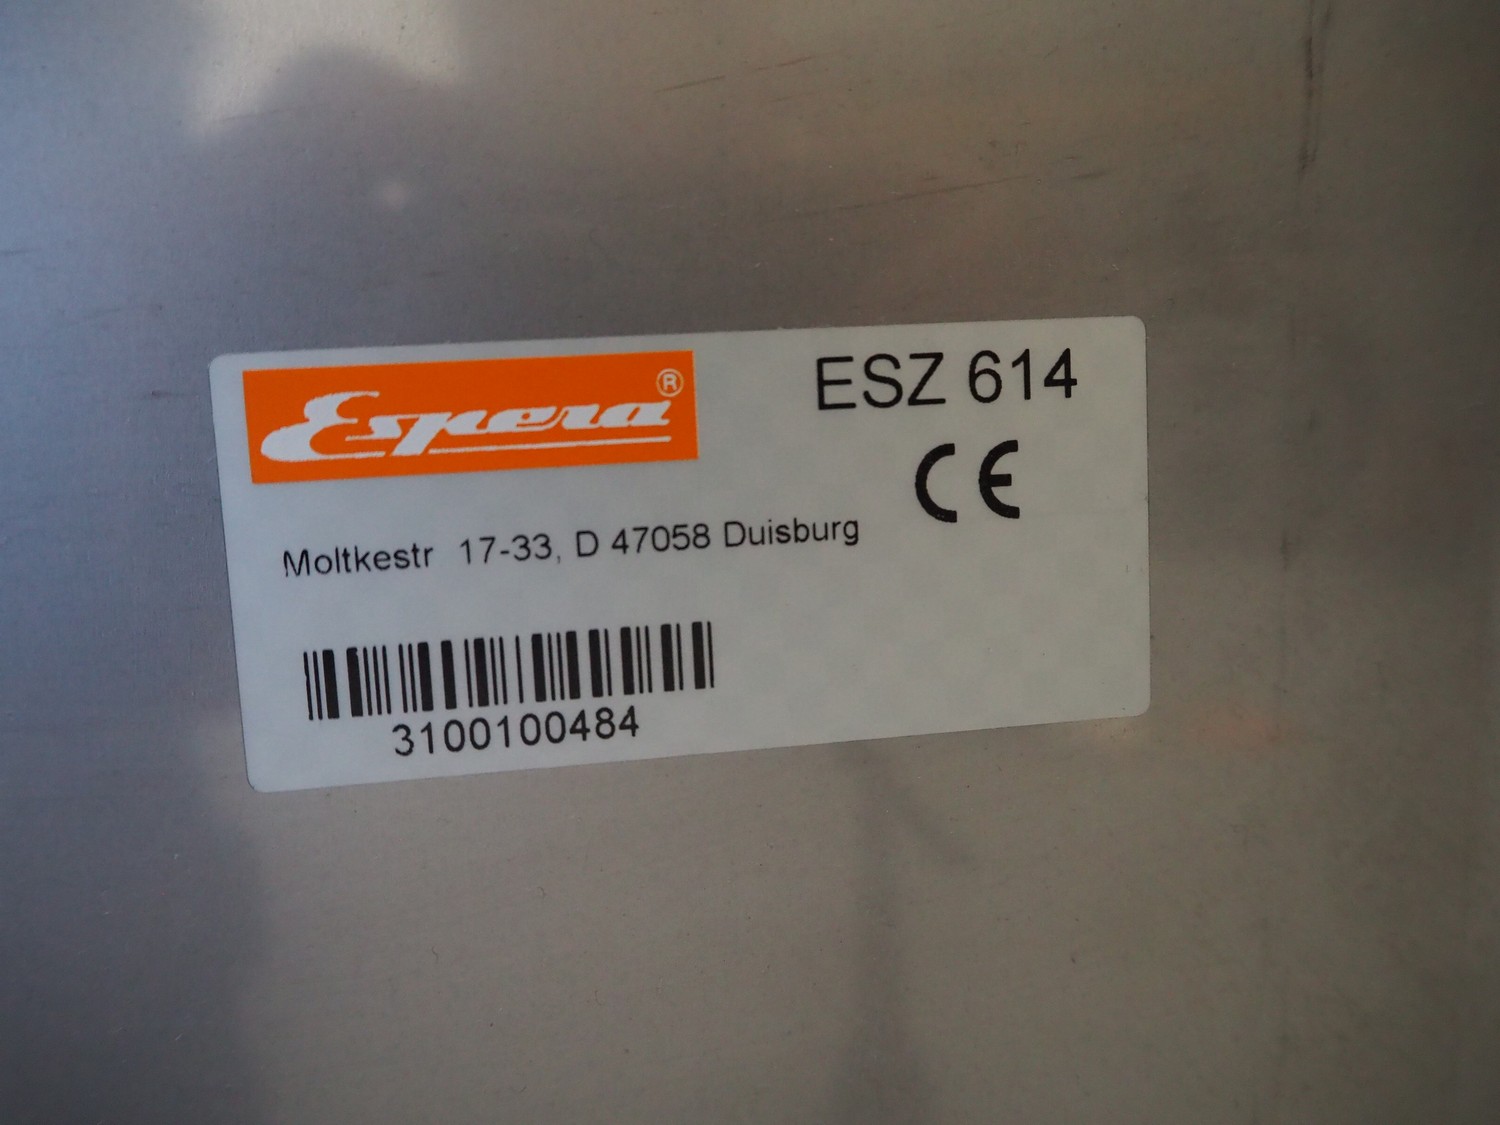 Espera®
ESZ 614
CE
Moltkestr 17-33, D 47058 Duisburg
3100100484